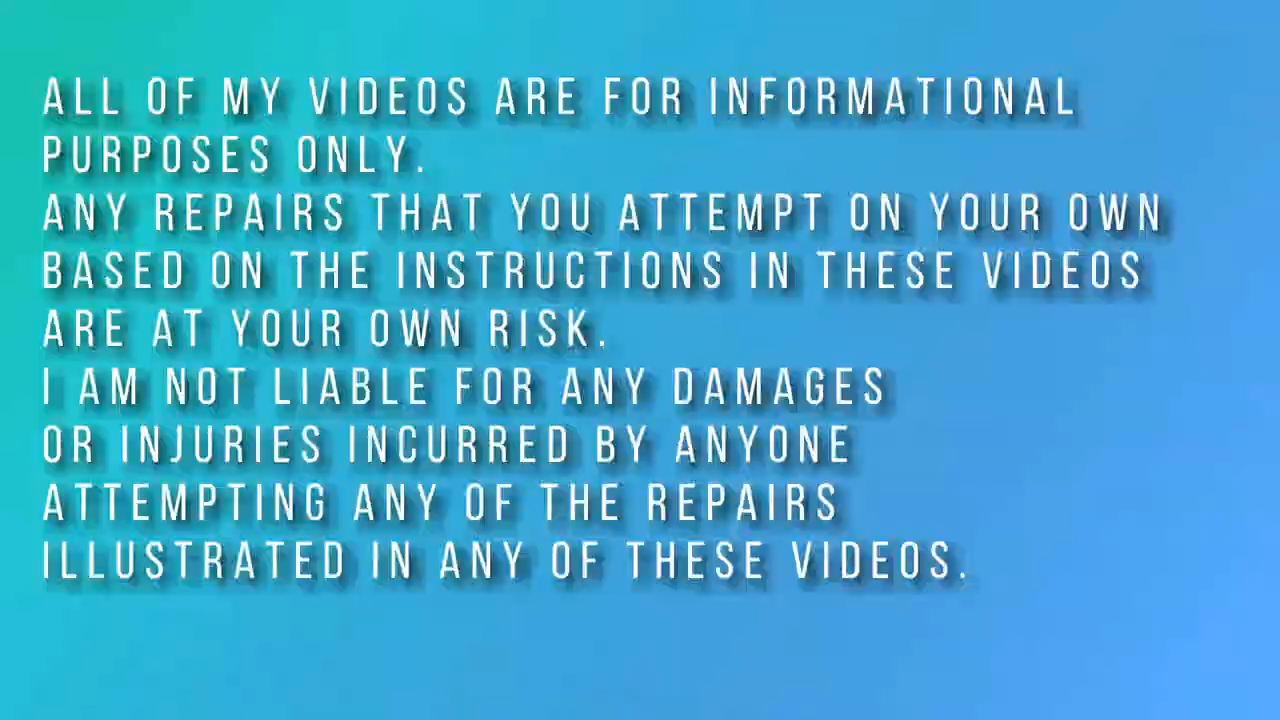 ALL OF MY VIDEOS ARE FOR INFORMATIONAL
PURPOSES ONLY.
ANY REPAIRS THAT YOU ATTEMPT ON YOUR OWN
BASED ON THE INSTRUCTIONS IN THESE VIDEOS
ARE AT YOUR OWN RISK.
I AM NOT LIABLE FOR ANY DAMAGES
OR INJURIES INCURRED BY ANYONE
ATTEMPTING ANY OF THE REPAIRS
ILLUSTRATED IN ANY OF THESE VIDEOS.